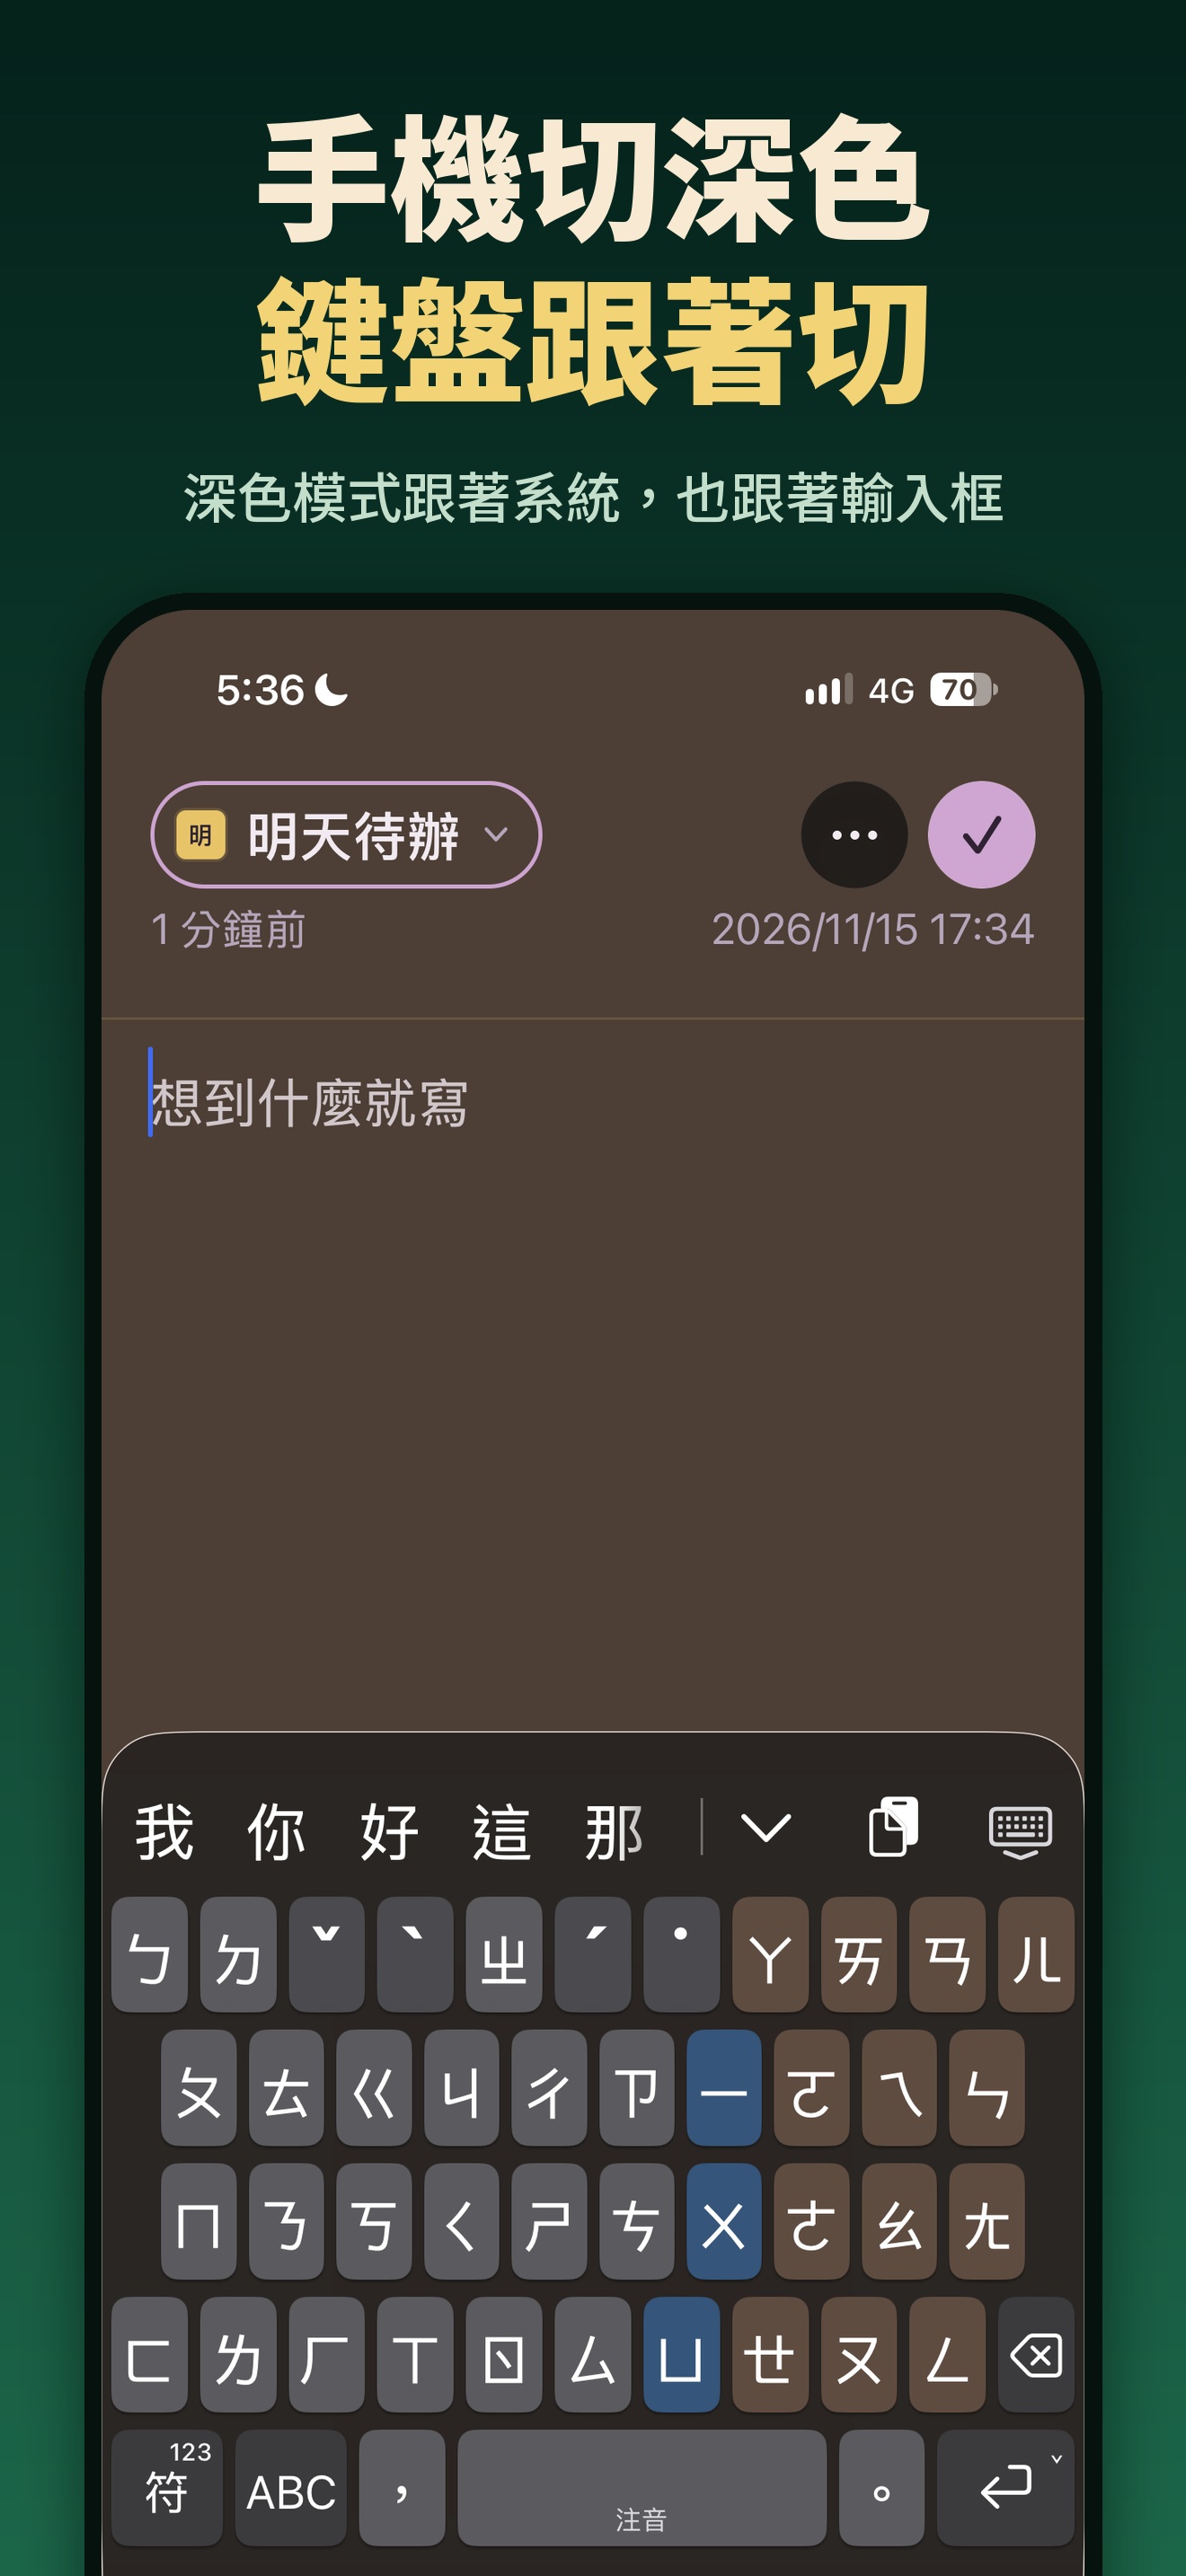 手機切深色
鍵盤跟著切
深色模式跟著系統，也跟著輸入框
5:36 4G 70
明 明天待辦
1 分鐘前 2026/11/15 17:34
想到什麼就寫
我 你 好 這 那
ㄅ ㄉ ˇ ˋ ㄓ ˊ ˙ ㄚ ㄞ ㄢ ㄦ
ㄆ ㄊ ㄍ ㄐ ㄔ ㄗ ㄧ ㄛ ㄟ ㄣ
ㄇ ㄋ ㄎ ㄑ ㄕ ㄘ ㄨ ㄜ ㄠ ㄤ
ㄈ ㄌ ㄏ ㄒ ㄖ ㄙ ㄩ ㄝ ㄡ ㄥ
123
符 ABC ， 注音 。